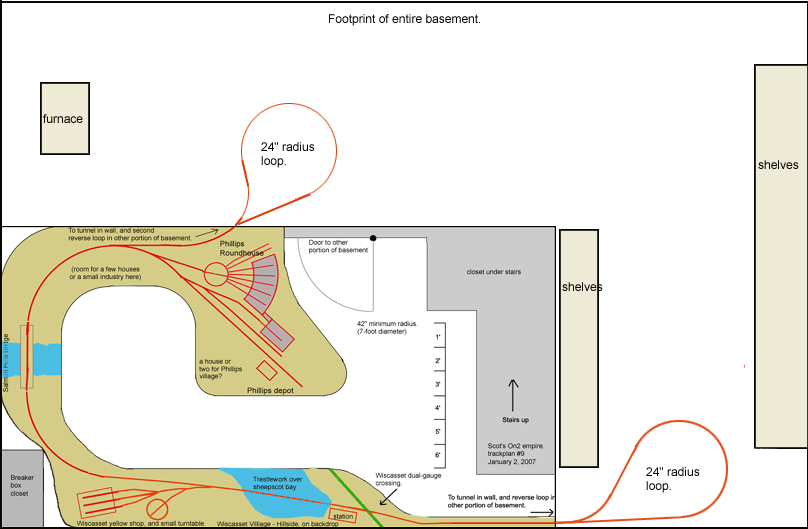 Footprint of entire basement.
furnace
24" radius
loop.
shelves
To tunnel in wall, and second
reverse loop in other portion of basement.
Phillips
Roundhouse
Door to other
portion of basement
(room for a few houses
or a small industry here)
closet under stairs
shelves
42" minimum radius.
(7-foot diameter)
1'
2'
3'
4'
5'
6'
a house or
two for Phillips
village?
Phillips depot
Stairs up
Scot's On2 empire.
trackplan #9
January 2, 2007
Breaker
box
closet
Trestlework over
sheepscot bay
Wiscasset dual-gauge
crossing.
24" radius
loop.
To tunnel in wall, and reverse loop in
other portion of basement.
station
Wiscasset yellow shop, and small turntable.
Wiscasset Village - Hillside, on backdrop